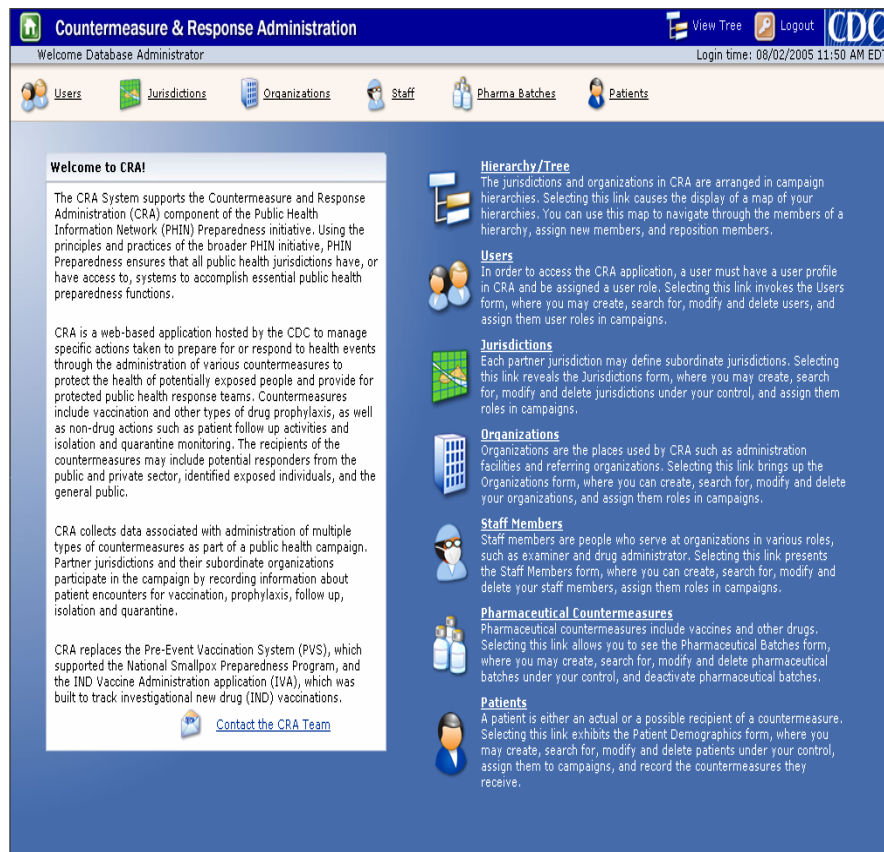 Countermeasure & Response Administration
View Tree
Logout
CDC
Welcome Database Administrator
Login time: 08/02/2005 11:50 AM EDT
Users
Jurisdictions
Organizations
Staff
Pharma Batches
Patients
Welcome to CRA!
The CRA System supports the Countermeasure and Response
Administration (CRA) component of the Public Health
Information Network (PHIN) Preparedness initiative. Using the
principles and practices of the broader PHIN initiative, PHIN
Preparedness ensures that all public health jurisdictions have, or
have access to, systems to accomplish essential public health
preparedness functions.
CRA is a web-based application hosted by the CDC to manage
specific actions taken to prepare for or respond to health events
through the administration of various countermeasures to
protect the health of potentially exposed people and provide for
protected public health response teams. Countermeasures
include vaccination and other types of drug prophylaxis, as well
as non-drug actions such as patient follow up activities and
isolation and quarantine monitoring. The recipients of the
countermeasures may include potential responders from the
public and private sector, identified exposed individuals, and the
general public.
CRA collects data associated with administration of multiple
types of countermeasures as part of a public health campaign.
Partner jurisdictions and their subordinate organizations
participate in the campaign by recording information about
patient encounters for vaccination, prophylaxis, follow up,
isolation and quarantine.
CRA replaces the Pre-Event Vaccination System (PVS), which
supported the National Smallpox Preparedness Program, and
the IND Vaccine Administration application (IVA), which was
built to track investigational new drug (IND) vaccinations.
Contact the CRA Team
Hierarchy/Tree
The jurisdictions and organizations in CRA are arranged in campaign
hierarchies. Selecting this link causes the display of a map of your
hierarchies. You can use this map to navigate through the members of a
hierarchy, assign new members, and reposition members.
Users
In order to access the CRA application, a user must have a user profile
in CRA and be assigned a user role. Selecting this link invokes the Users
form, where you may create, search for, modify and delete users, and
assign them user roles in campaigns.
Jurisdictions
Each partner jurisdiction may define subordinate jurisdictions. Selecting
this link reveals the Jurisdictions form, where you may create, search
for, modify and delete jurisdictions under your control, and assign them
roles in campaigns.
Organizations
Organizations are the places used by CRA such as administration
facilities and referring organizations. Selecting this link brings up the
Organizations form, where you can create, search for, modify and delete
your organizations, and assign them roles in campaigns.
Staff Members
Staff members are people who serve at organizations in various roles,
such as examiner and drug administrator. Selecting this link presents
the Staff Members form, where you can create, search for, modify and
delete your staff members, assign them roles in campaigns.
Pharmaceutical Countermeasures
Pharmaceutical countermeasures include vaccines and other drugs.
Selecting this link allows you to see the Pharmaceutical Batches form,
where you may create, search for, modify and delete pharmaceutical
batches under your control, and deactivate pharmaceutical batches.
Patients
A patient is either an actual or a possible recipient of a countermeasure.
Selecting this link exhibits the Patient Demographics form, where you
may create, search for, modify and delete patients under your control,
assign them to campaigns, and record the countermeasures they
receive.